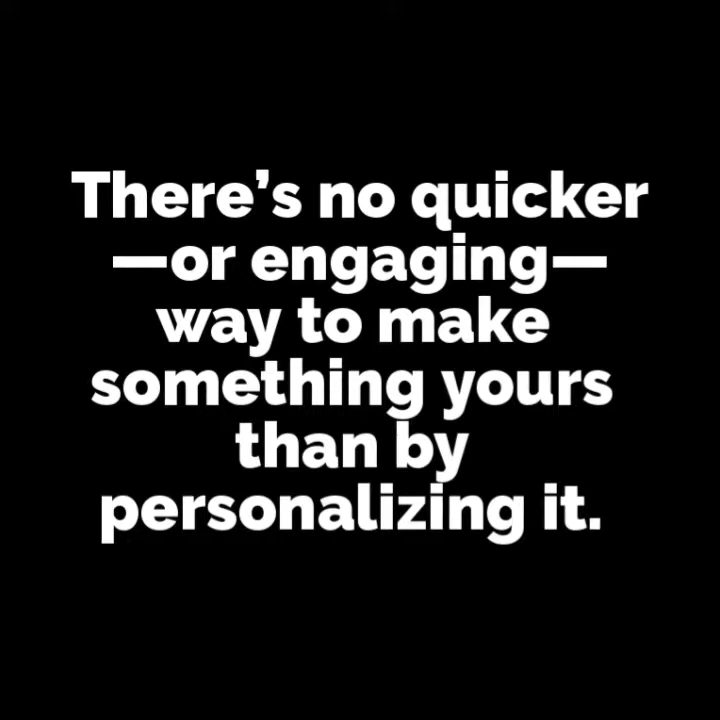 There’s no quicker
—or engaging—
way to make
something yours
than by
personalizing it.